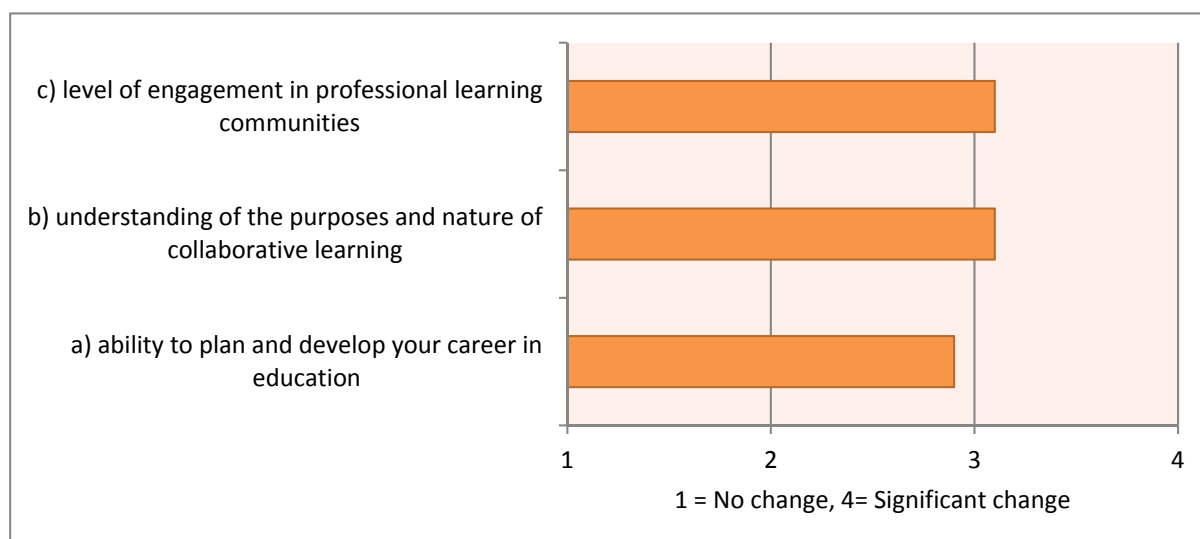 c) level of engagement in professional learning
communities
b) understanding of the purposes and nature of
collaborative learning
a) ability to plan and develop your career in
education
1
2
3
4
1 = No change, 4= Significant change